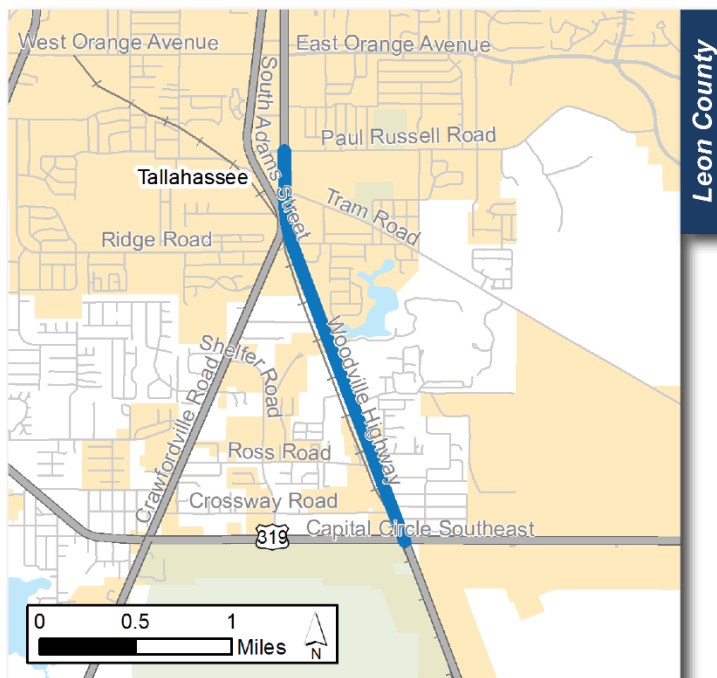 West Orange Avenue
East Orange Avenue
Leon County
South Adams Street
Paul Russell Road
Tallahassee
Tram Road
Ridge Road
Woodville Highway
Shelfer Road
Crawfordville Road
Ross Road
Crossway Road
Capital Circle Southeast
319
0 0.5 1
Miles
N